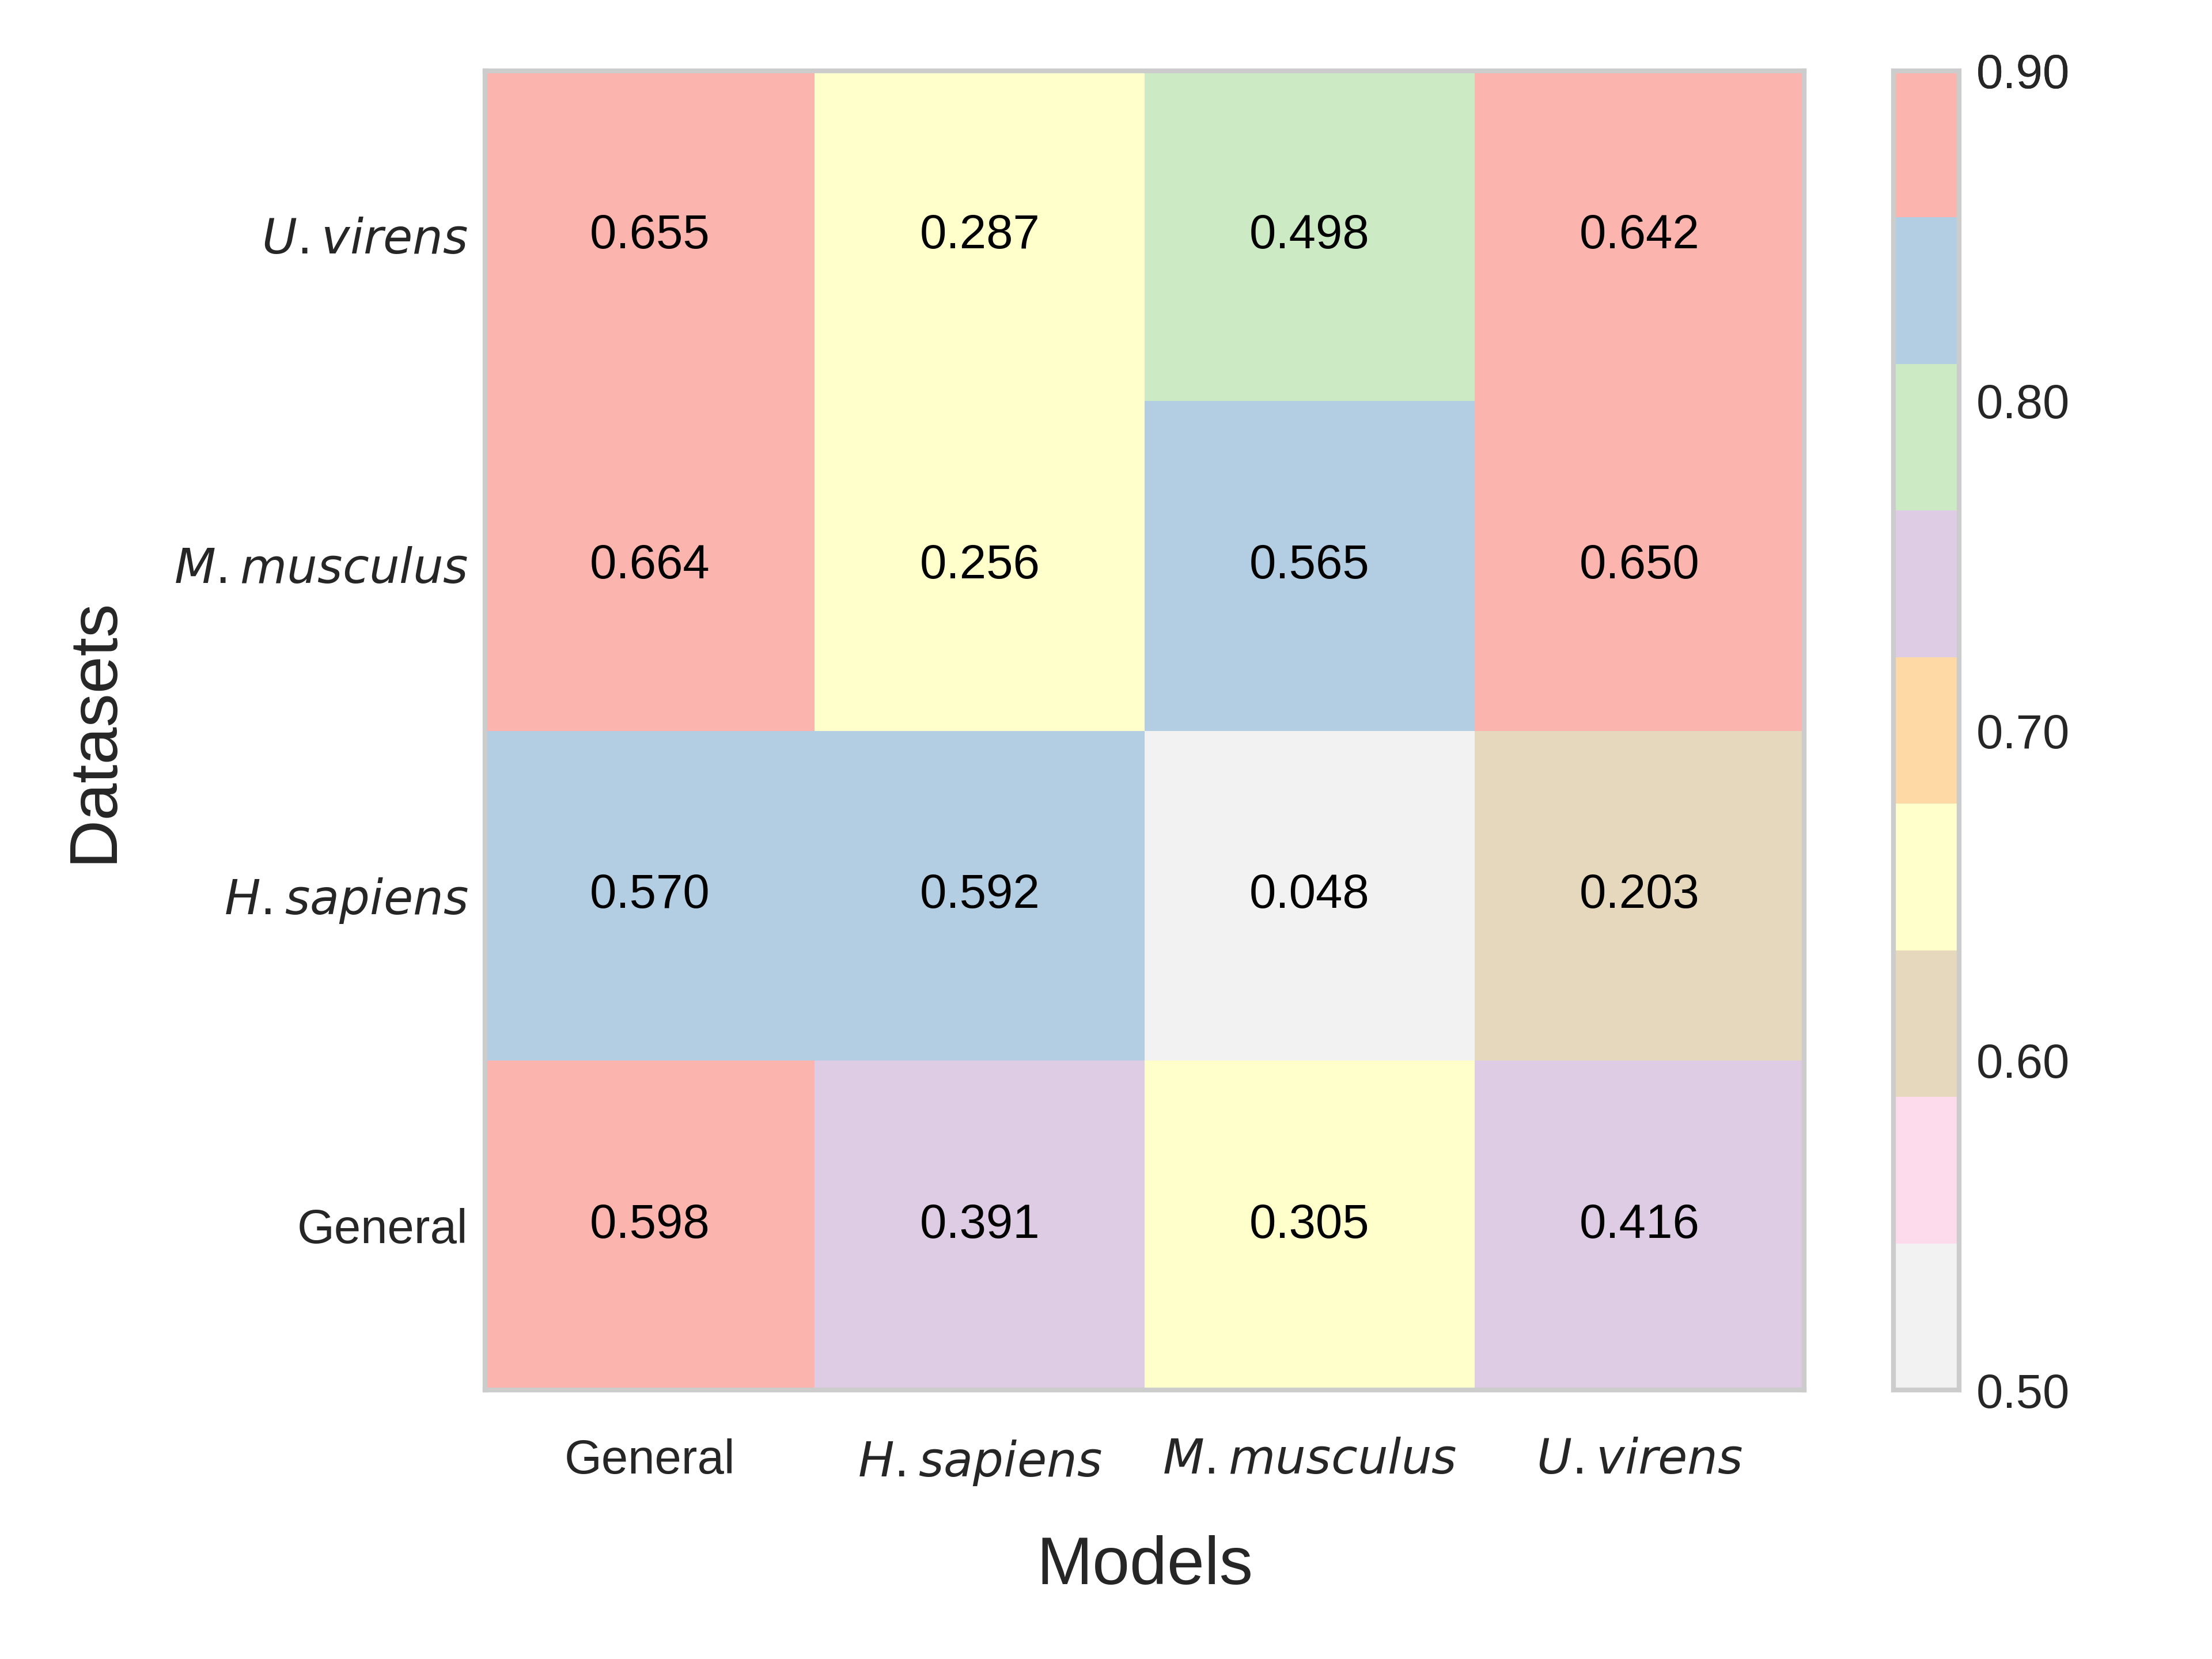 0.90
U. virens 0.655 0.287 0.498 0.642
0.80
M. musculus 0.664 0.256 0.565 0.650
0.70
Datasets
H. sapiens 0.570 0.592 0.048 0.203
0.60
General 0.598 0.391 0.305 0.416
0.50
General H. sapiens M. musculus U. virens
Models